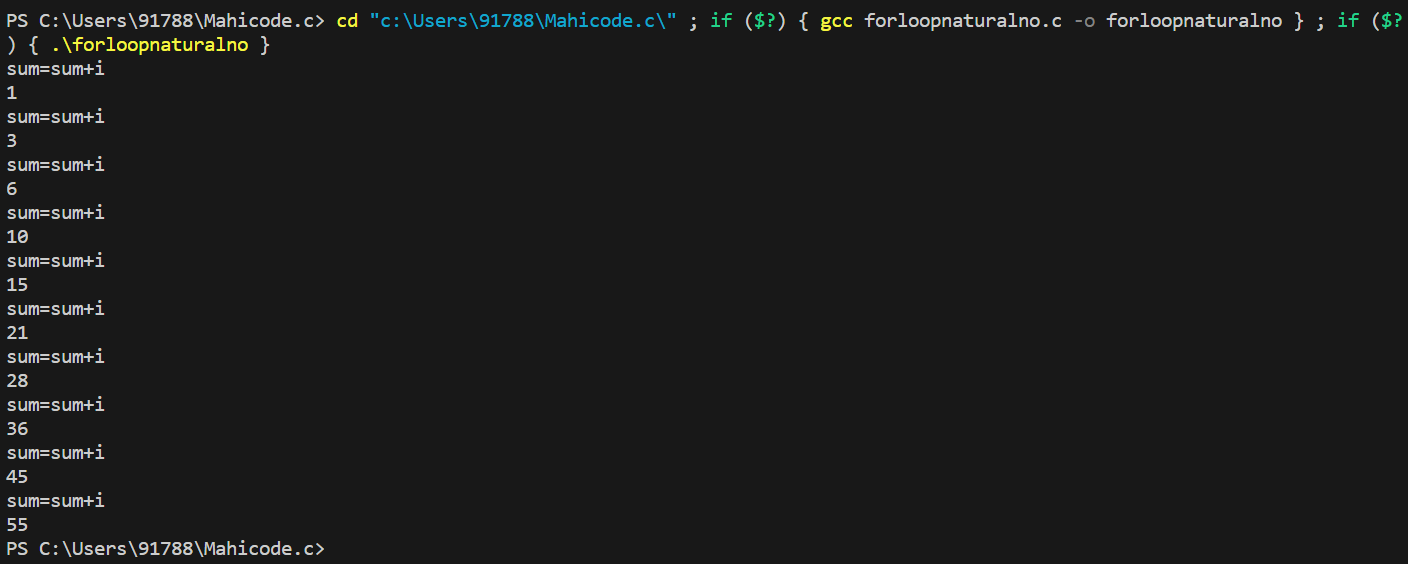 PS C:\Users\91788\Mahicode.c> cd "c:\Users\91788\Mahicode.c\" ; if ($?) { gcc forloopnaturalno.c -o forloopnaturalno } ; if ($?
) { .\forloopnaturalno }
sum=sum+i
1
sum=sum+i
3
sum=sum+i
6
sum=sum+i
10
sum=sum+i
15
sum=sum+i
21
sum=sum+i
28
sum=sum+i
36
sum=sum+i
45
sum=sum+i
55
PS C:\Users\91788\Mahicode.c>